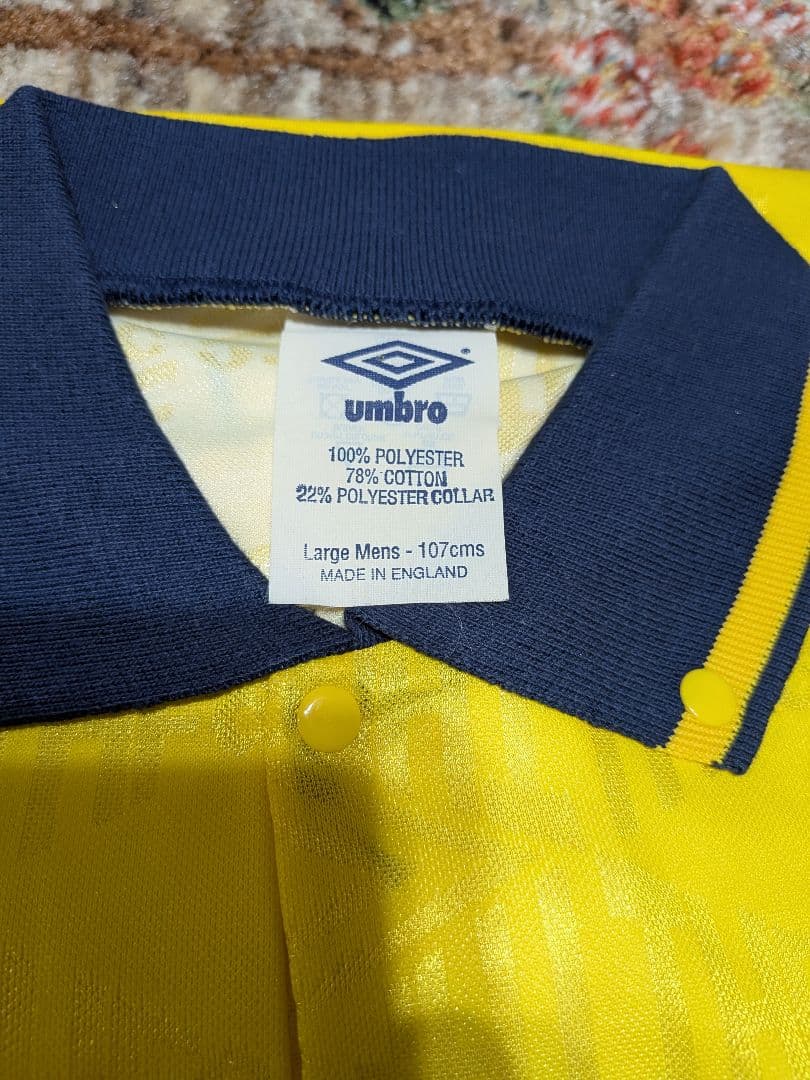 umbro®
100% POLYESTER
78% COTTON
22% POLYESTER COLLAR
Large Mens - 107cms
MADE IN ENGLAND